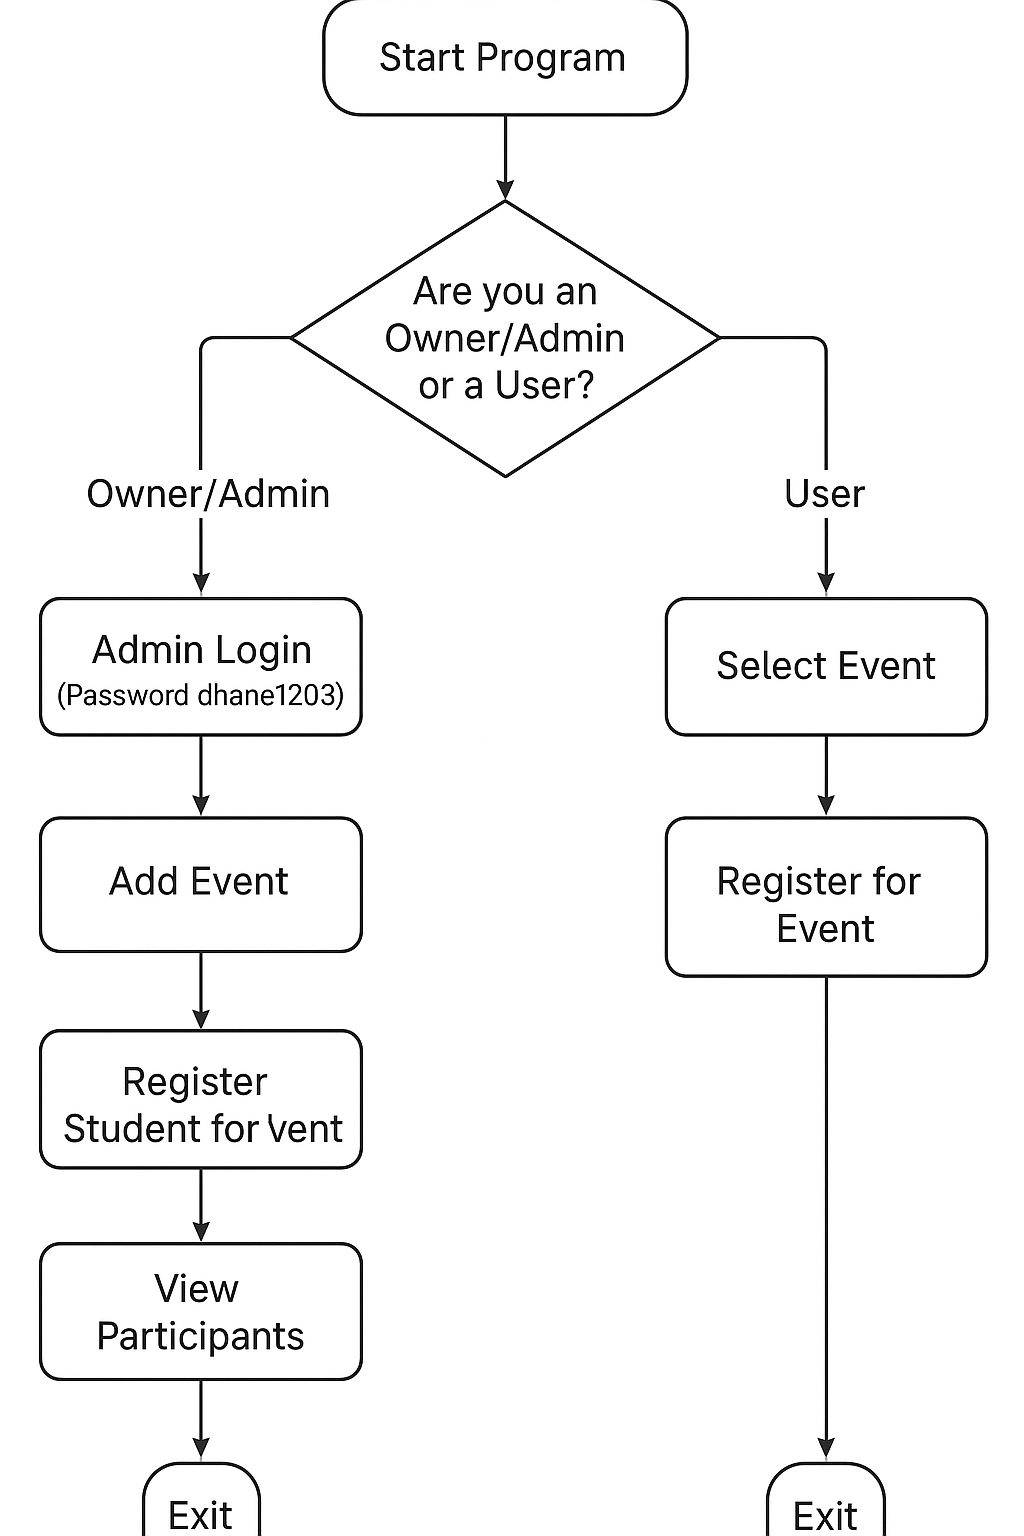 Start Program
Are you an
Owner/Admin
or a User?
Owner/Admin
User
Admin Login
(Password dhane1203)
Select Event
Add Event
Register for
Event
Register
Student for Vent
View
Participants
Exit
Exit